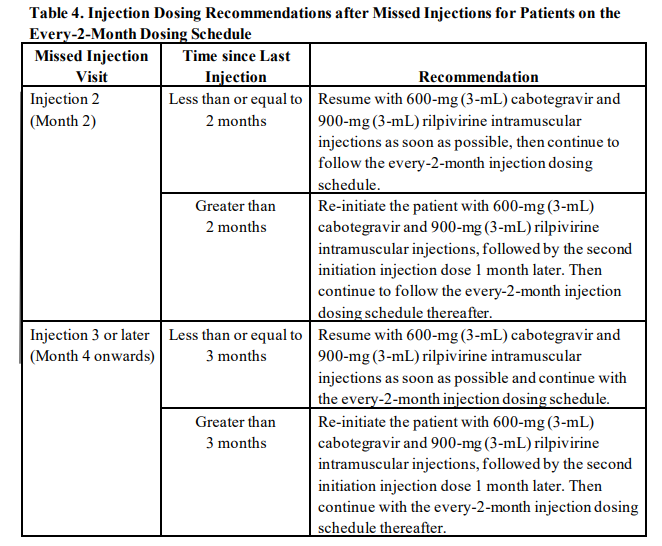 Table 4. Injection Dosing Recommendations after Missed Injections for Patients on the
Every-2-Month Dosing Schedule
Missed Injection
Visit
Time since Last
Injection
Recommendation
Injection 2
(Month 2)
Less than or equal to
2 months
Resume with 600-mg (3-mL) cabotegravir and
900-mg (3-mL) rilpivirine intramuscular
injections as soon as possible, then continue to
follow the every-2-month injection dosing
schedule.
Greater than
2 months
Re-initiate the patient with 600-mg (3-mL)
cabotegravir and 900-mg (3-mL) rilpivirine
intramuscular injections, followed by the second
initiation injection dose 1 month later. Then
continue to follow the every-2-month injection
dosing schedule thereafter.
Injection 3 or later
(Month 4 onwards)
Less than or equal to
3 months
Resume with 600-mg (3-mL) cabotegravir and
900-mg (3-mL) rilpivirine intramuscular
injections as soon as possible and continue with
the every-2-month injection dosing schedule.
Greater than
3 months
Re-initiate the patient with 600-mg (3-mL)
cabotegravir and 900-mg (3-mL) rilpivirine
intramuscular injections, followed by the second
initiation injection dose 1 month later. Then
continue with the every-2-month injection dosing
schedule thereafter.